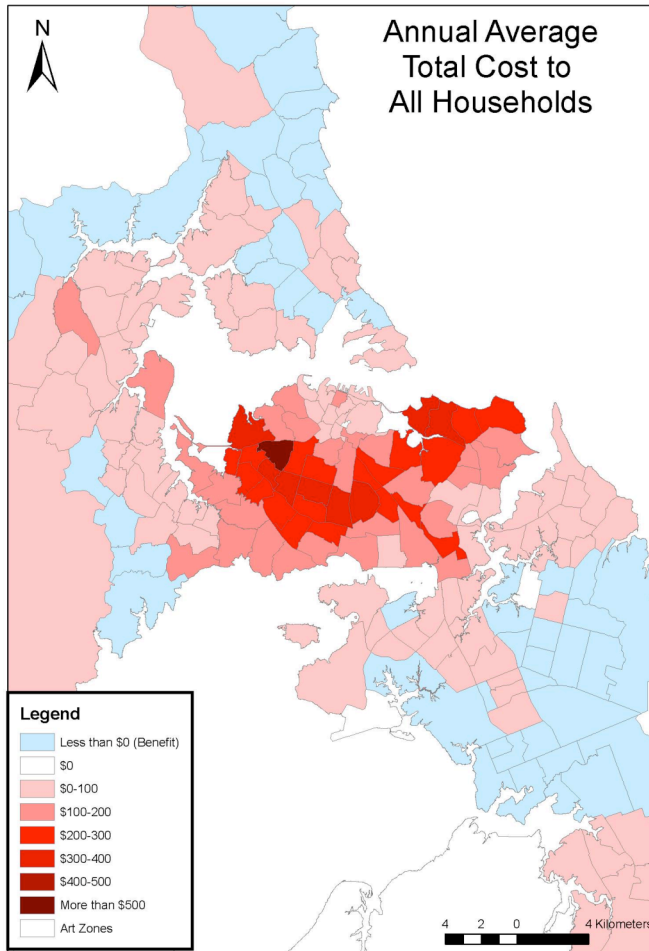 Annual Average
Total Cost to
All Households
N
Legend
Less than $0 (Benefit)
$0
$0-100
$100-200
$200-300
$300-400
$400-500
More than $500
Art Zones
4 2 0 4 Kilometers